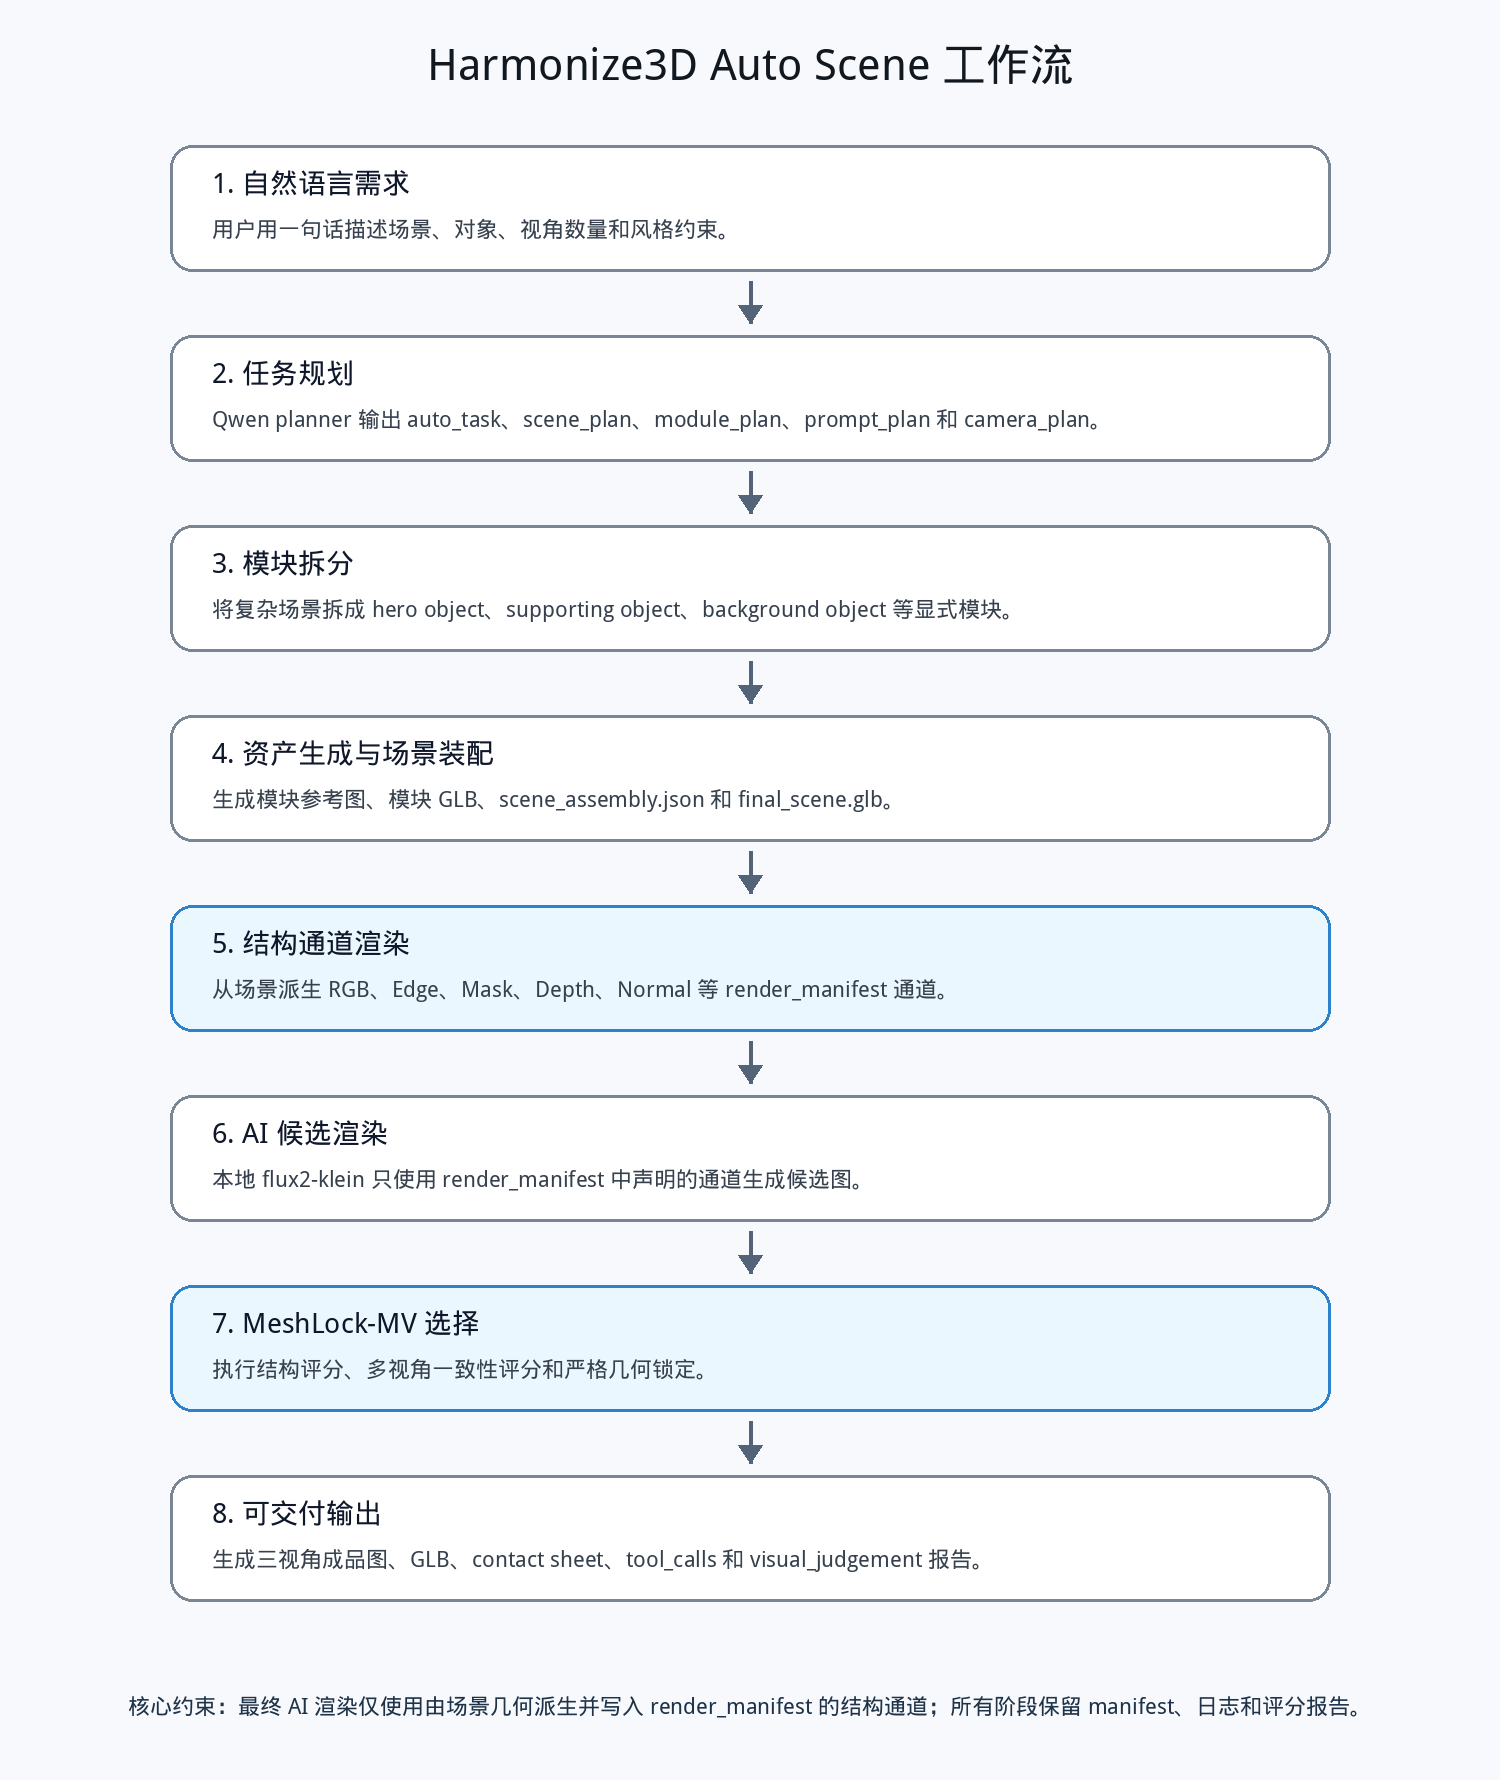 Harmonize3D Auto Scene 工作流
1. 自然语言需求
用户用一句话描述场景、对象、视角数量和风格约束。
2. 任务规划
Qwen planner 输出 auto_task、scene_plan、module_plan、prompt_plan 和 camera_plan。
3. 模块拆分
将复杂场景拆成 hero object、supporting object、background object 等显式模块。
4. 资产生成与场景装配
生成模块参考图、模块 GLB、scene_assembly.json 和 final_scene.glb。
5. 结构通道渲染
从场景派生 RGB、Edge、Mask、Depth、Normal 等 render_manifest 通道。
6. AI 候选渲染
本地 flux2-klein 只使用 render_manifest 中声明的通道生成候选图。
7. MeshLock-MV 选择
执行结构评分、多视角一致性评分和严格几何锁定。
8. 可交付输出
生成三视角成品图、GLB、contact sheet、tool_calls 和 visual_judgement 报告。
核心约束：最终 AI 渲染仅使用由场景几何派生并写入 render_manifest 的结构通道；所有阶段保留 manifest、日志和评分报告。